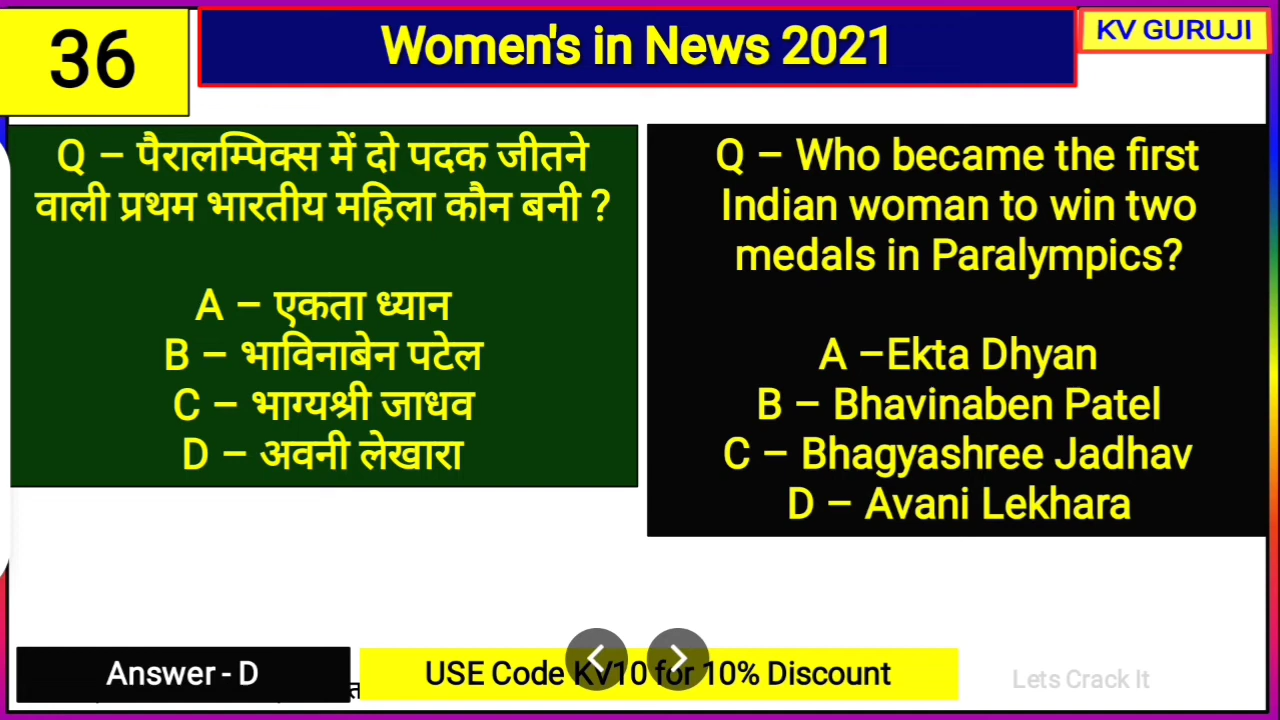 36
Women's in News 2021
KV GURUJI
Q – पैरालम्पिक्स में दो पदक जीतने
वाली प्रथम भारतीय महिला कौन बनी ?
A – एकता ध्यान
B – भाविनाबेन पटेल
C – भाग्यश्री जाधव
D – अवनी लेखारा
Q – Who became the first
Indian woman to win two
medals in Paralympics?
A –Ekta Dhyan
B – Bhavinaben Patel
C – Bhagyashree Jadhav
D – Avani Lekhara
Answer - D
USE Code KV10 for 10% Discount
Lets Crack It